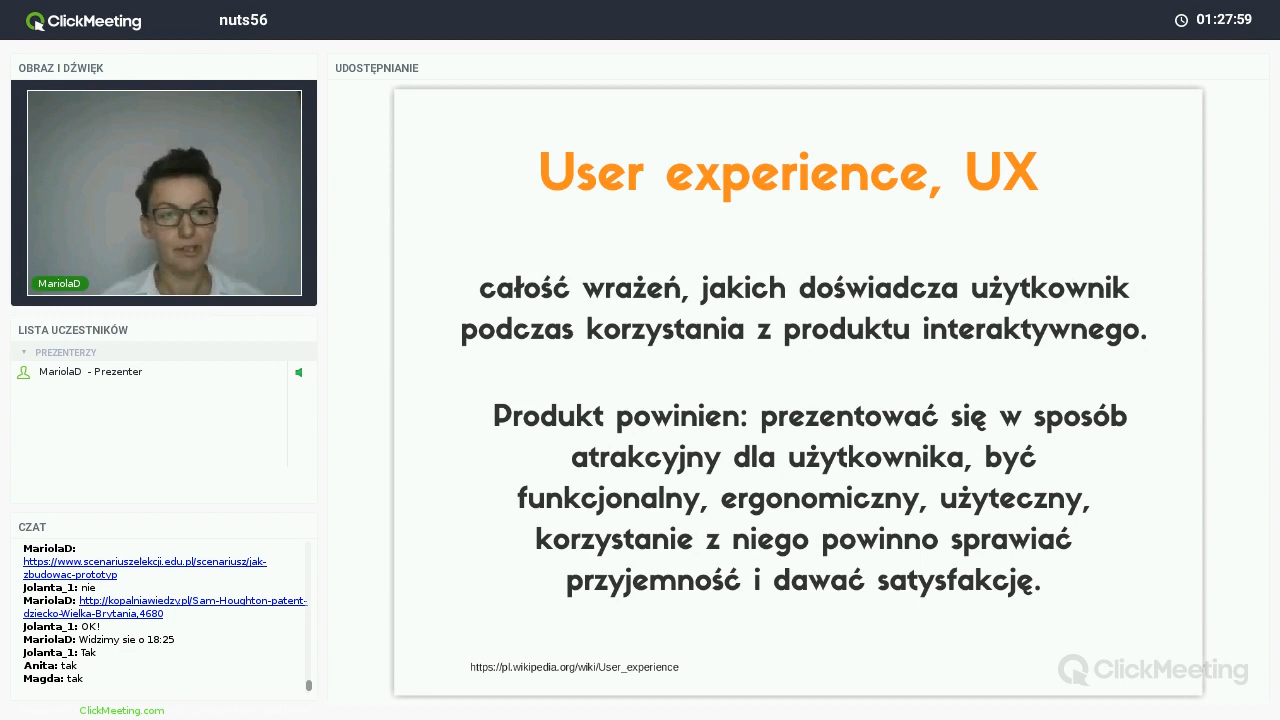 ClickMeeting
nuts56
01:27:59
OBRAZ I DŹWIĘK
MariolaD
LISTA UCZESTNIKÓW
PREZENTERZY
MariolaD - Prezenter
CZAT
MariolaD:
https://www.scenariuszelekcji.edu.pl/scenariusz/jak-
zbudowac-prototyp
Jolanta_1: nie
MariolaD: http://kopalniawiedzy.pl/Sam-Houghton-patent-
dziecko-Wielka-Brytania,4680
Jolanta_1: OK!
MariolaD: Widzimy sie o 18:25
Jolanta_1: Tak
Anita: tak
Magda: tak
ClickMeeting.com
UDOSTĘPNIANIE
User experience, UX
całość wrażeń, jakich doświadcza użytkownik
podczas korzystania z produktu interaktywnego.
Produkt powinien: prezentować się w sposób
atrakcyjny dla użytkownika, być
funkcjonalny, ergonomiczny, użyteczny,
korzystanie z niego powinno sprawiać
przyjemność i dawać satysfakcję.
https://pl.wikipedia.org/wiki/User_experience
ClickMeeting